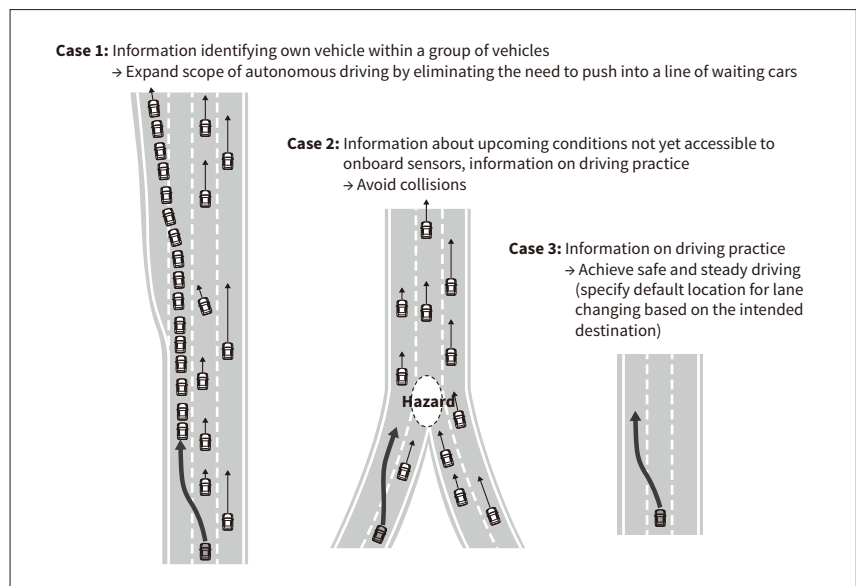 Case 1: Information identifying own vehicle within a group of vehicles
→ Expand scope of autonomous driving by eliminating the need to push into a line of waiting cars
Case 2: Information about upcoming conditions not yet accessible to
onboard sensors, information on driving practice
→ Avoid collisions
Case 3: Information on driving practice
→ Achieve safe and steady driving
(specify default location for lane
changing based on the intended
destination)
Hazard